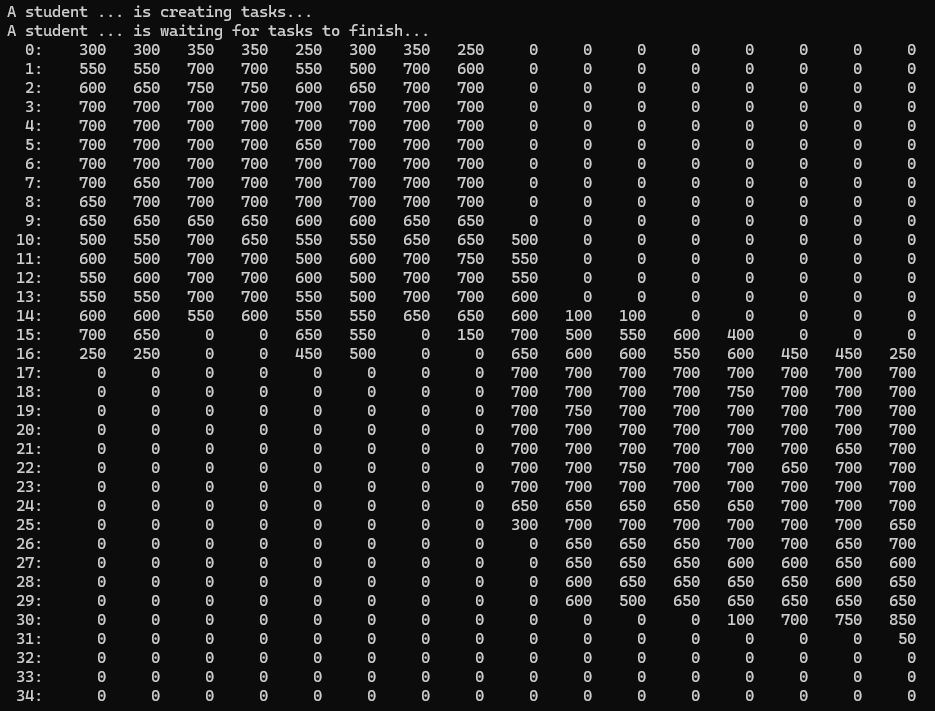 A student ... is creating tasks...
A student ... is waiting for tasks to finish...
0: 300 300 350 350 250 300 350 250 0 0 0 0 0 0 0 0
1: 550 550 700 700 550 500 700 600 0 0 0 0 0 0 0 0
2: 600 650 750 750 600 650 700 700 0 0 0 0 0 0 0 0
3: 700 700 700 700 700 700 700 700 0 0 0 0 0 0 0 0
4: 700 700 700 700 700 700 700 700 0 0 0 0 0 0 0 0
5: 700 700 700 700 650 700 700 700 0 0 0 0 0 0 0 0
6: 700 700 700 700 700 700 700 700 0 0 0 0 0 0 0 0
7: 700 650 700 700 700 700 700 700 0 0 0 0 0 0 0 0
8: 650 700 700 700 700 700 700 700 0 0 0 0 0 0 0 0
9: 650 650 650 650 600 600 650 650 0 0 0 0 0 0 0 0
10: 500 550 700 650 550 550 650 650 500 0 0 0 0 0 0 0
11: 600 500 700 700 500 600 700 750 550 0 0 0 0 0 0 0
12: 550 600 700 700 600 500 700 700 550 0 0 0 0 0 0 0
13: 550 550 700 700 550 500 700 700 600 0 0 0 0 0 0 0
14: 600 600 550 600 550 550 650 650 600 100 100 0 0 0 0 0
15: 700 650 0 0 650 550 0 150 700 500 550 600 400 0 0 0
16: 250 250 0 0 450 500 0 0 650 600 600 550 600 450 450 250
17: 0 0 0 0 0 0 0 0 700 700 700 700 700 700 700 700
18: 0 0 0 0 0 0 0 0 700 700 700 700 750 700 700 700
19: 0 0 0 0 0 0 0 0 700 750 700 700 700 700 700 700
20: 0 0 0 0 0 0 0 0 700 700 700 700 700 700 700 700
21: 0 0 0 0 0 0 0 0 700 700 700 700 700 700 650 700
22: 0 0 0 0 0 0 0 0 700 700 750 700 700 650 700 700
23: 0 0 0 0 0 0 0 0 700 700 700 700 700 700 700 700
24: 0 0 0 0 0 0 0 0 650 650 650 650 650 700 700 700
25: 0 0 0 0 0 0 0 0 300 700 700 700 700 700 700 650
26: 0 0 0 0 0 0 0 0 0 650 650 650 700 700 650 700
27: 0 0 0 0 0 0 0 0 0 650 650 650 600 600 650 600
28: 0 0 0 0 0 0 0 0 0 600 650 650 650 650 600 650
29: 0 0 0 0 0 0 0 0 0 600 500 650 650 650 650 650
30: 0 0 0 0 0 0 0 0 0 0 0 0 100 700 750 850
31: 0 0 0 0 0 0 0 0 0 0 0 0 0 0 0 50
32: 0 0 0 0 0 0 0 0 0 0 0 0 0 0 0 0
33: 0 0 0 0 0 0 0 0 0 0 0 0 0 0 0 0
34: 0 0 0 0 0 0 0 0 0 0 0 0 0 0 0 0